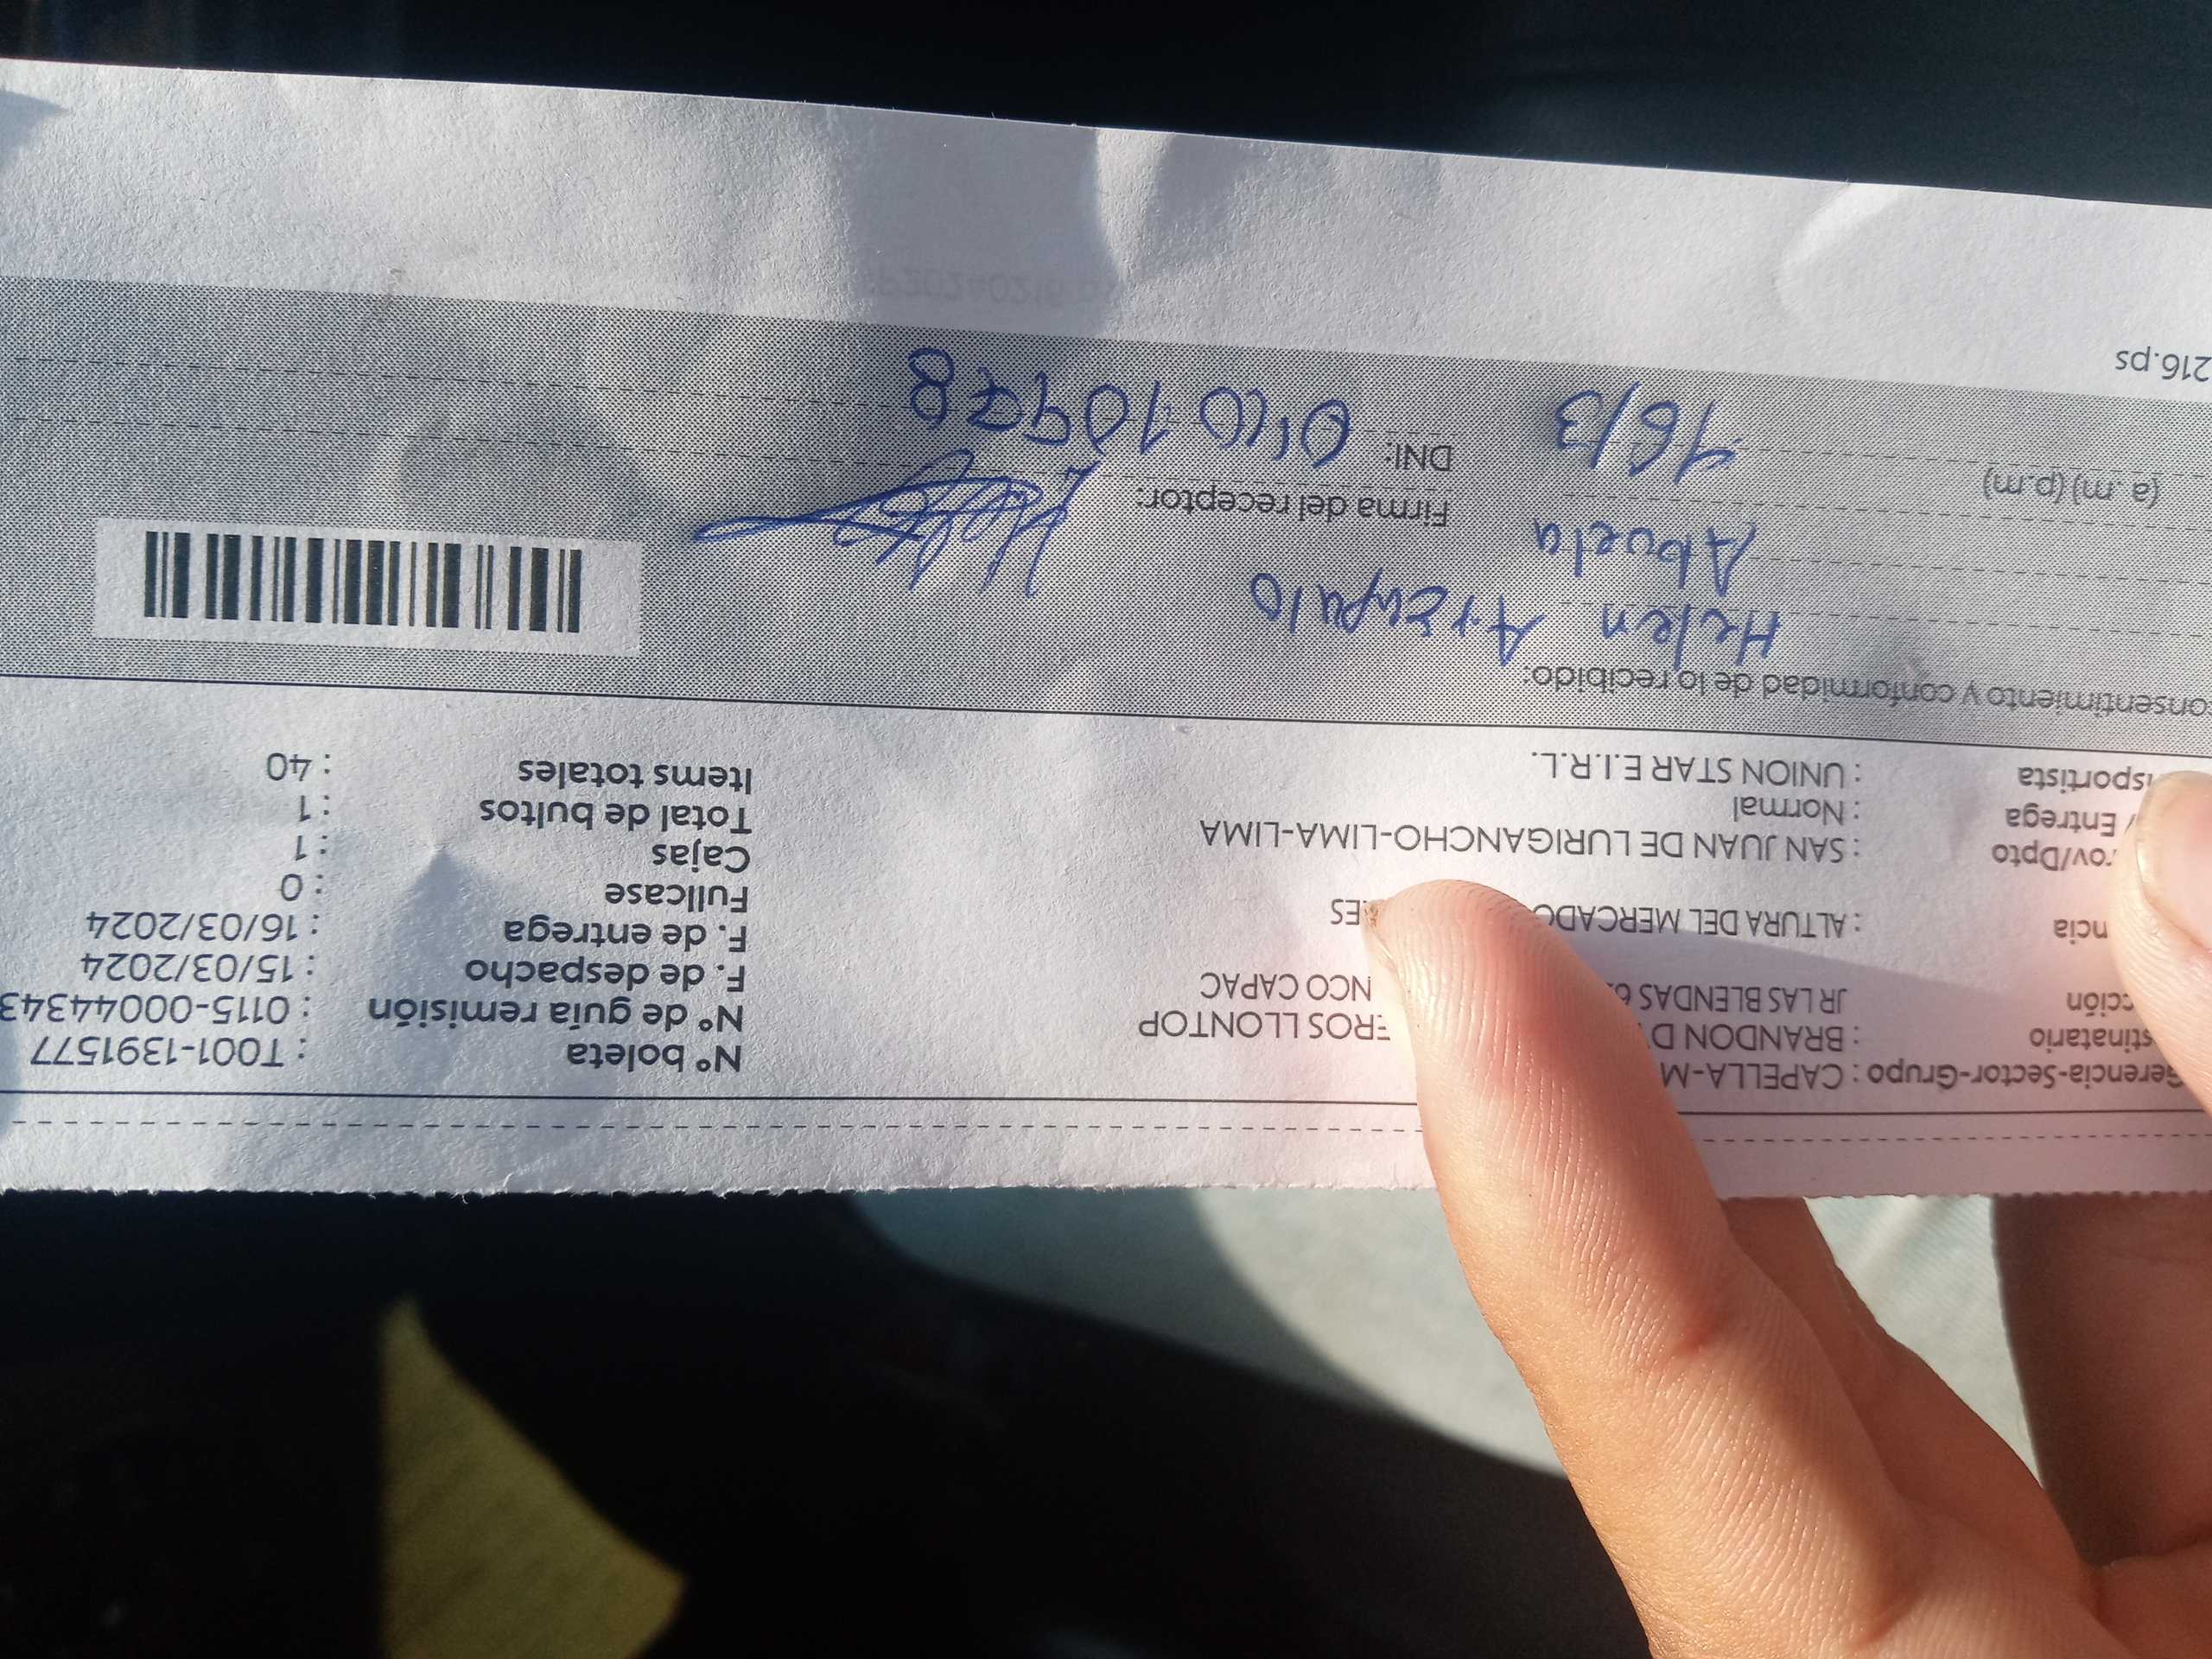 Gerencia-Sector-Grupo : CAPELLA-M
stinatario : BRANDON D EROS LLONTOP
cción JR LAS BLENDAS 6 NCO CAPAC
ncia : ALTURA DEL MERCADO ES
rov/Dpto : SAN JUAN DE LURIGANCHO-LIMA-LIMA
Entrega : Normal
sportista : UNION STAR E.I.R.L.
N° boleta : T001-1391577
N° de guía remisión : 0115-00044343
F. de despacho : 15/03/2024
F. de entrega : 16/03/2024
Fullcase : 0
Cajas : 1
Total de bultos : 1
Items totales : 40
onsentimiento y conformidad de lo recibido:
Helen
Abuela
Firma del receptor:
(a.m) (p.m) 16/3
DNI:
216.ps